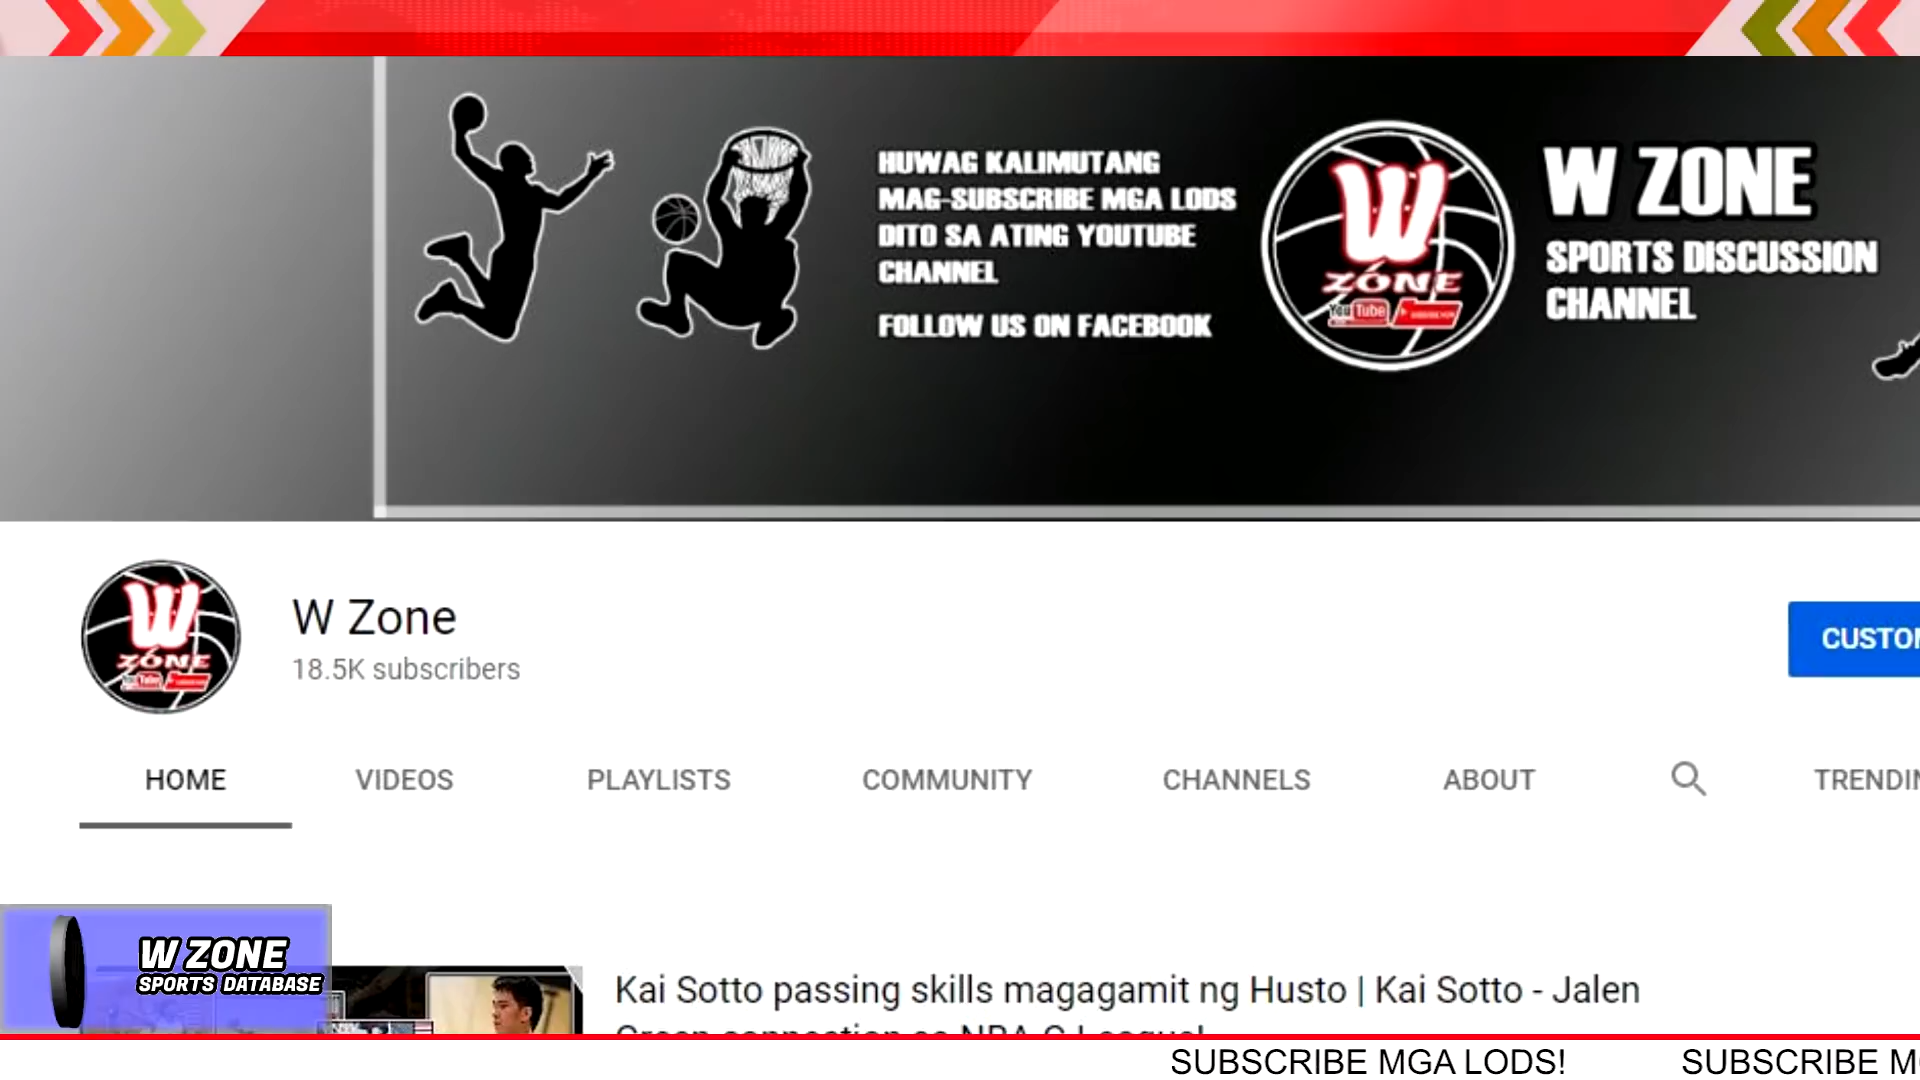 HUWAG KALIMUTANG
MAG-SUBSCRIBE MGA LODS
DITO SA ATING YOUTUBE
CHANNEL
FOLLOW US ON FACEBOOK
W
ZONE
YouTube
W ZONE
SPORTS DISCUSSION
CHANNEL
W
ZONE
W Zone
18.5K subscribers
HOME VIDEOS PLAYLISTS COMMUNITY CHANNELS ABOUT
W ZONE
SPORTS DATABASE
Kai Sotto passing skills magagamit ng Husto | Kai Sotto - Jalen
SUBSCRIBE MGA LODS! SUBSCRIBE